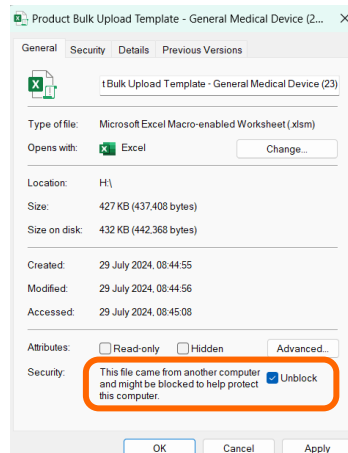 Product Bulk Upload Template - General Medical Device (2...
General Security Details Previous Versions
t Bulk Upload Template - General Medical Device (23)
Type of file: Microsoft Excel Macro-enabled Worksheet (.xlsm)
Opens with: Excel Change...
Location: H:\
Size: 427 KB (437,408 bytes)
Size on disk: 432 KB (442,368 bytes)
Created: 29 July 2024, 08:44:55
Modified: 29 July 2024, 08:44:56
Accessed: 29 July 2024, 08:45:08
Attributes: Read-only Hidden Advanced...
Security: This file came from another computer
and might be blocked to help protect
this computer.
Unblock
OK Cancel Apply